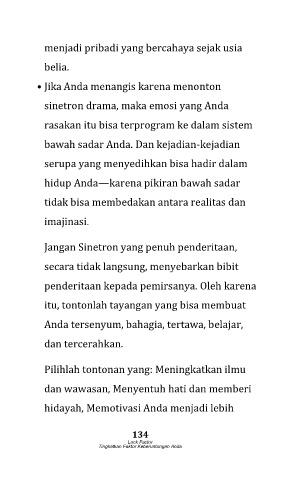 menjadi pribadi yang bercahaya sejak usia
belia.
• Jika Anda menangis karena menonton
sinetron drama, maka emosi yang Anda
rasakan itu bisa terprogram ke dalam sistem
bawah sadar Anda. Dan kejadian-kejadian
serupa yang menyedihkan bisa hadir dalam
hidup Anda—karena pikiran bawah sadar
tidak bisa membedakan antara realitas dan
imajinasi.
Jangan Sinetron yang penuh penderitaan,
secara tidak langsung, menyebarkan bibit
penderitaan kepada pemirsanya. Oleh karena
itu, tontonlah tayangan yang bisa membuat
Anda tersenyum, bahagia, tertawa, belajar,
dan tercerahkan.
Pilihlah tontonan yang: Meningkatkan ilmu
dan wawasan, Menyentuh hati dan memberi
hidayah, Memotivasi Anda menjadi lebih
134
Luck Factor
Tingkatkan Faktor Keberuntungan Anda